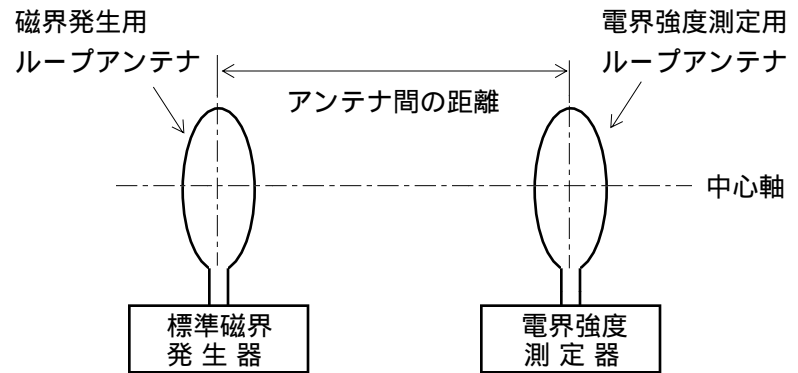 磁界発生用
ループアンテナ
電界強度測定用
ループアンテナ
アンテナ間の距離
中心軸
標準磁界
発生器
電界強度
測定器